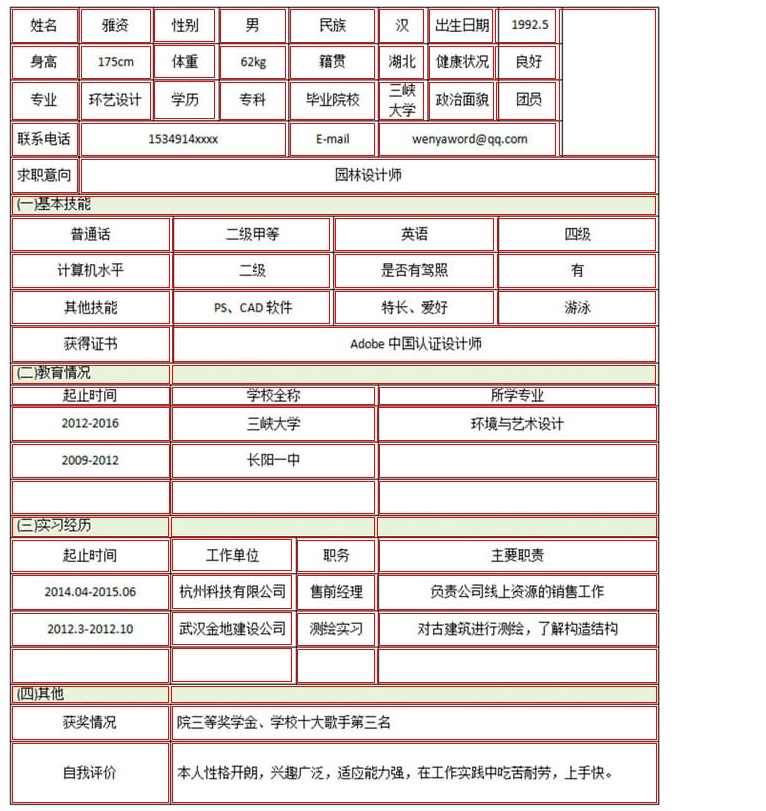 姓名 雅资 性别 男 民族 汉 出生日期 1992.5
身高 175cm 体重 62kg 籍贯 湖北 健康状况 良好
专业 环艺设计 学历 专科 毕业院校 三峡大学 政治面貌 团员
联系电话 1534914xxxx E-mail wenyaword@qq.com
求职意向 园林设计师
(一)基本技能
普通话 二级甲等 英语 四级
计算机水平 二级 是否有驾照 有
其他技能 PS、CAD 软件 特长、爱好 游泳
获得证书 Adobe 中国认证设计师
(二)教育情况
起止时间 学校全称 所学专业
2012-2016 三峡大学 环境与艺术设计
2009-2012 长阳一中
(三)实习经历
起止时间 工作单位 职务 主要职责
2014.04-2015.06 杭州科技有限公司 售前经理 负责公司线上资源的销售工作
2012.3-2012.10 武汉金地建设公司 测绘实习 对古建筑进行测绘，了解构造结构
(四)其他
获奖情况 院三等奖学金、学校十大歌手第三名
自我评价 本人性格开朗，兴趣广泛，适应能力强，在工作实践中吃苦耐劳，上手快。